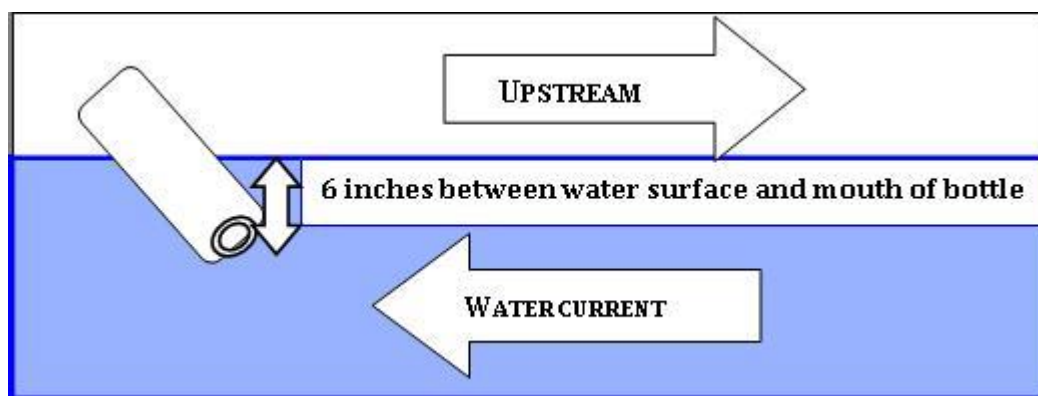 UPSTREAM
6 inches between water surface and mouth of bottle
WATER CURRENT